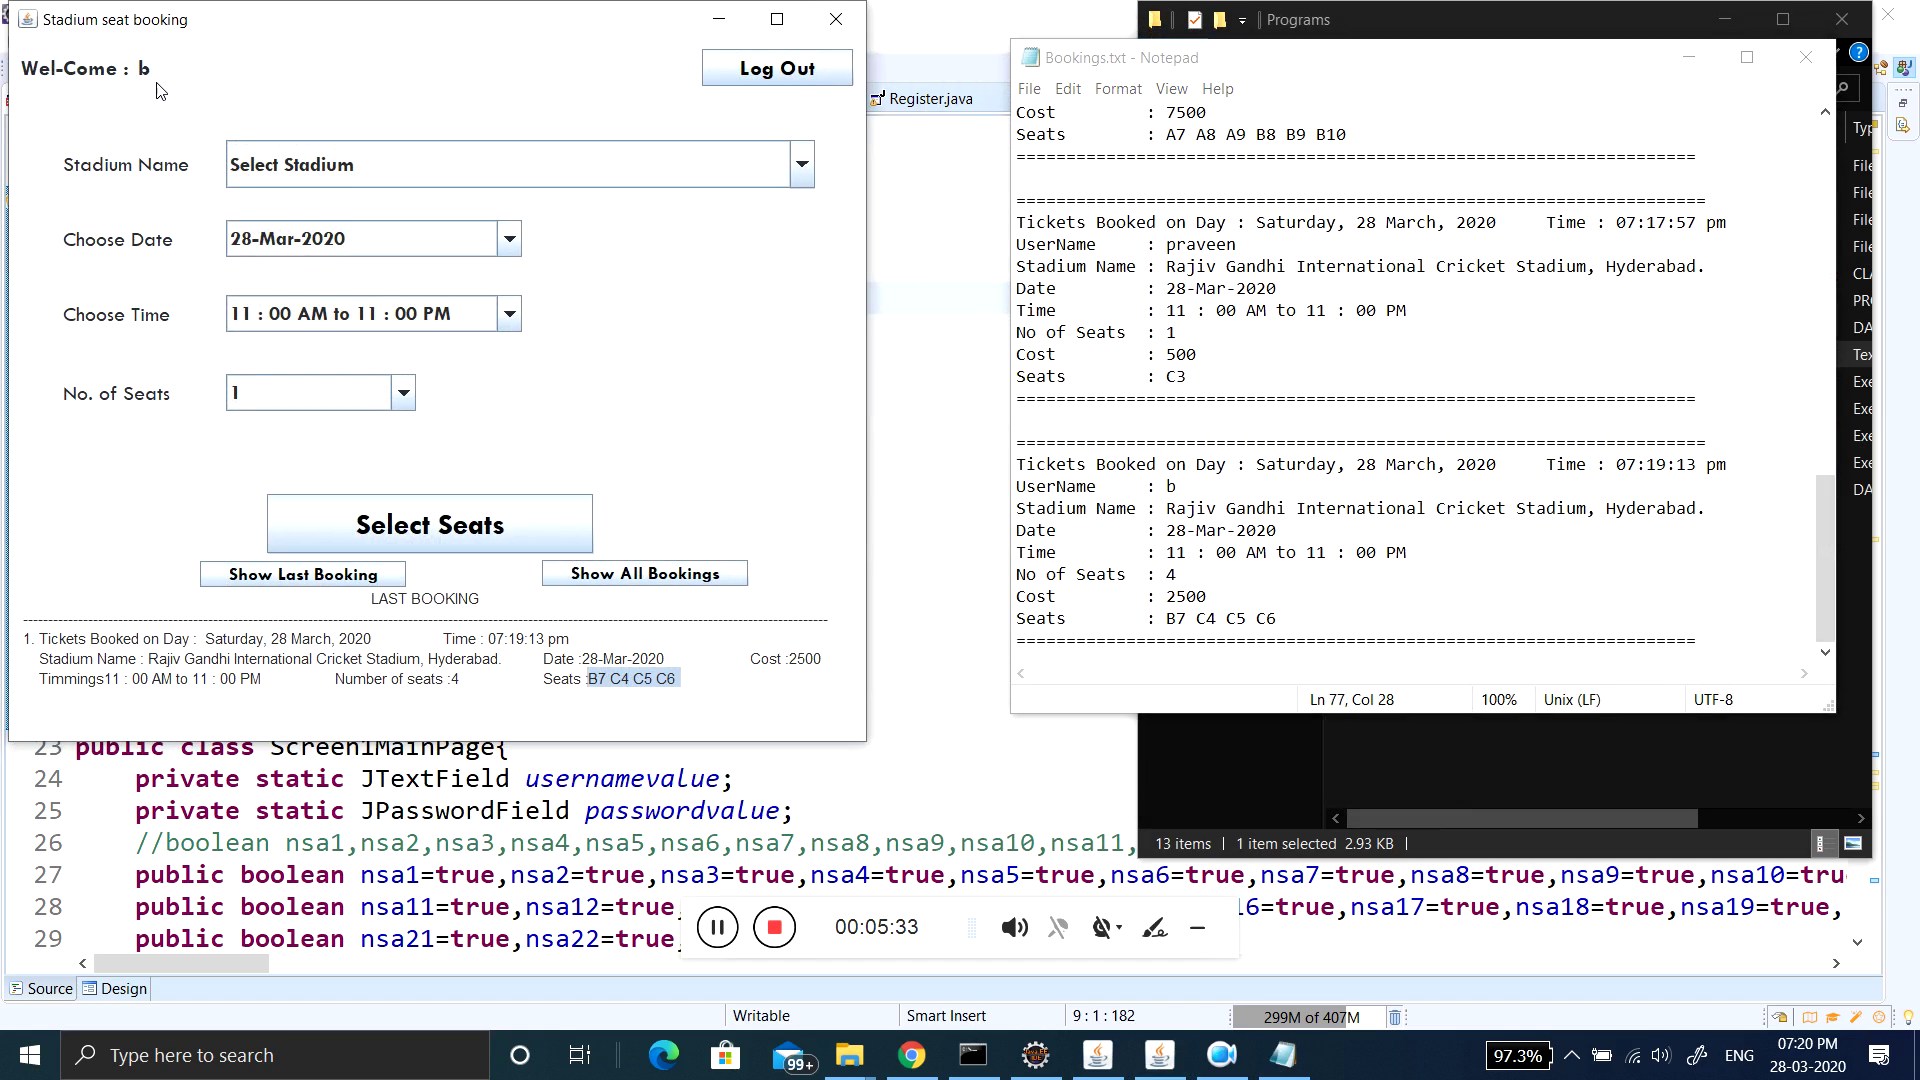 Stadium seat booking
Wel-Come : b
Log Out
Stadium Name
Select Stadium
Choose Date
28-Mar-2020
Choose Time
11 : 00 AM to 11 : 00 PM
No. of Seats
1
Select Seats
Show Last Booking
Show All Bookings
LAST BOOKING
--------------------------------------------------------------------------------
1. Tickets Booked on Day : Saturday, 28 March, 2020 Time : 07:19:13 pm
Stadium Name : Rajiv Gandhi International Cricket Stadium, Hyderabad. Date :28-Mar-2020 Cost :2500
Timmings11 : 00 AM to 11 : 00 PM Number of seats :4 Seats :B7 C4 C5 C6
Register.java
Programs
Bookings.txt - Notepad
File Edit Format View Help
Cost : 7500
Seats : A7 A8 A9 B8 B9 B10
====================================================================
=====================================================================
Tickets Booked on Day : Saturday, 28 March, 2020 Time : 07:17:57 pm
UserName : praveen
Stadium Name : Rajiv Gandhi International Cricket Stadium, Hyderabad.
Date : 28-Mar-2020
Time : 11 : 00 AM to 11 : 00 PM
No of Seats : 1
Cost : 500
Seats : C3
====================================================================
=====================================================================
Tickets Booked on Day : Saturday, 28 March, 2020 Time : 07:19:13 pm
UserName : b
Stadium Name : Rajiv Gandhi International Cricket Stadium, Hyderabad.
Date : 28-Mar-2020
Time : 11 : 00 AM to 11 : 00 PM
No of Seats : 4
Cost : 2500
Seats : B7 C4 C5 C6
====================================================================
Ln 77, Col 28 100% Unix (LF) UTF-8
Typ
File
File
File
File
CLA
PRO
DA
Tex
Exe
Exe
Exe
Exe
DA
13 items 1 item selected 2.93 KB
23 public class Screen1MainPage{
24 private static JTextField usernamevalue;
25 private static JPasswordField passwordvalue;
26 //boolean nsa1,nsa2,nsa3,nsa4,nsa5,nsa6,nsa7,nsa8,nsa9,nsa10,nsa11,
27 public boolean nsa1=true,nsa2=true,nsa3=true,nsa4=true,nsa5=true,nsa6=true,nsa7=true,nsa8=true,nsa9=true,nsa10=tru
28 public boolean nsa11=true,nsa12=true, 16=true,nsa17=true,nsa18=true,nsa19=true,
29 public boolean nsa21=true,nsa22=true,
00:05:33
Source Design
Writable Smart Insert 9 : 1 : 182 299M of 407M
Type here to search
99+
97.3% ENG
07:20 PM
28-03-2020